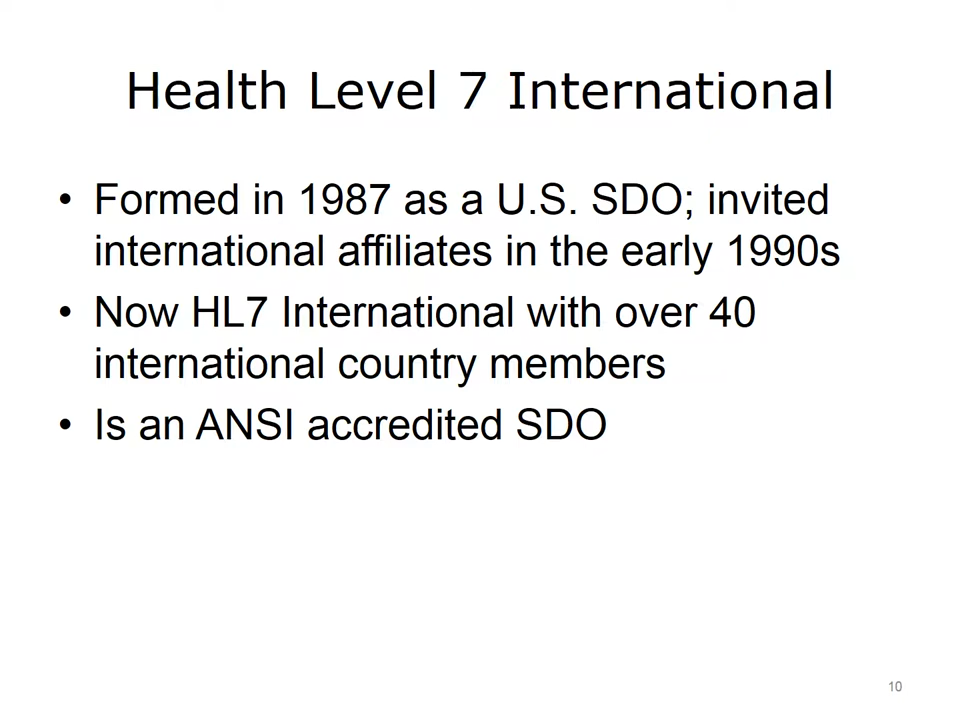 Health Level 7 International
• Formed in 1987 as a U.S. SDO; invited
international affiliates in the early 1990s
• Now HL7 International with over 40
international country members
• Is an ANSI accredited SDO
10